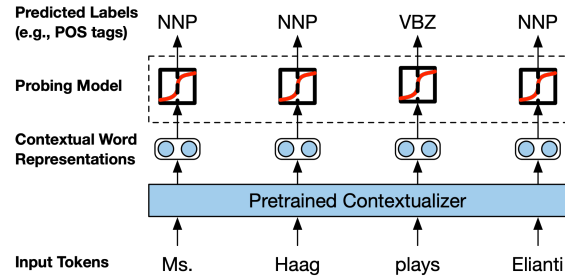 Predicted Labels
(e.g., POS tags)
NNP NNP VBZ NNP
Probing Model
Contextual Word
Representations
Pretrained Contextualizer
Input Tokens Ms. Haag plays Elianti